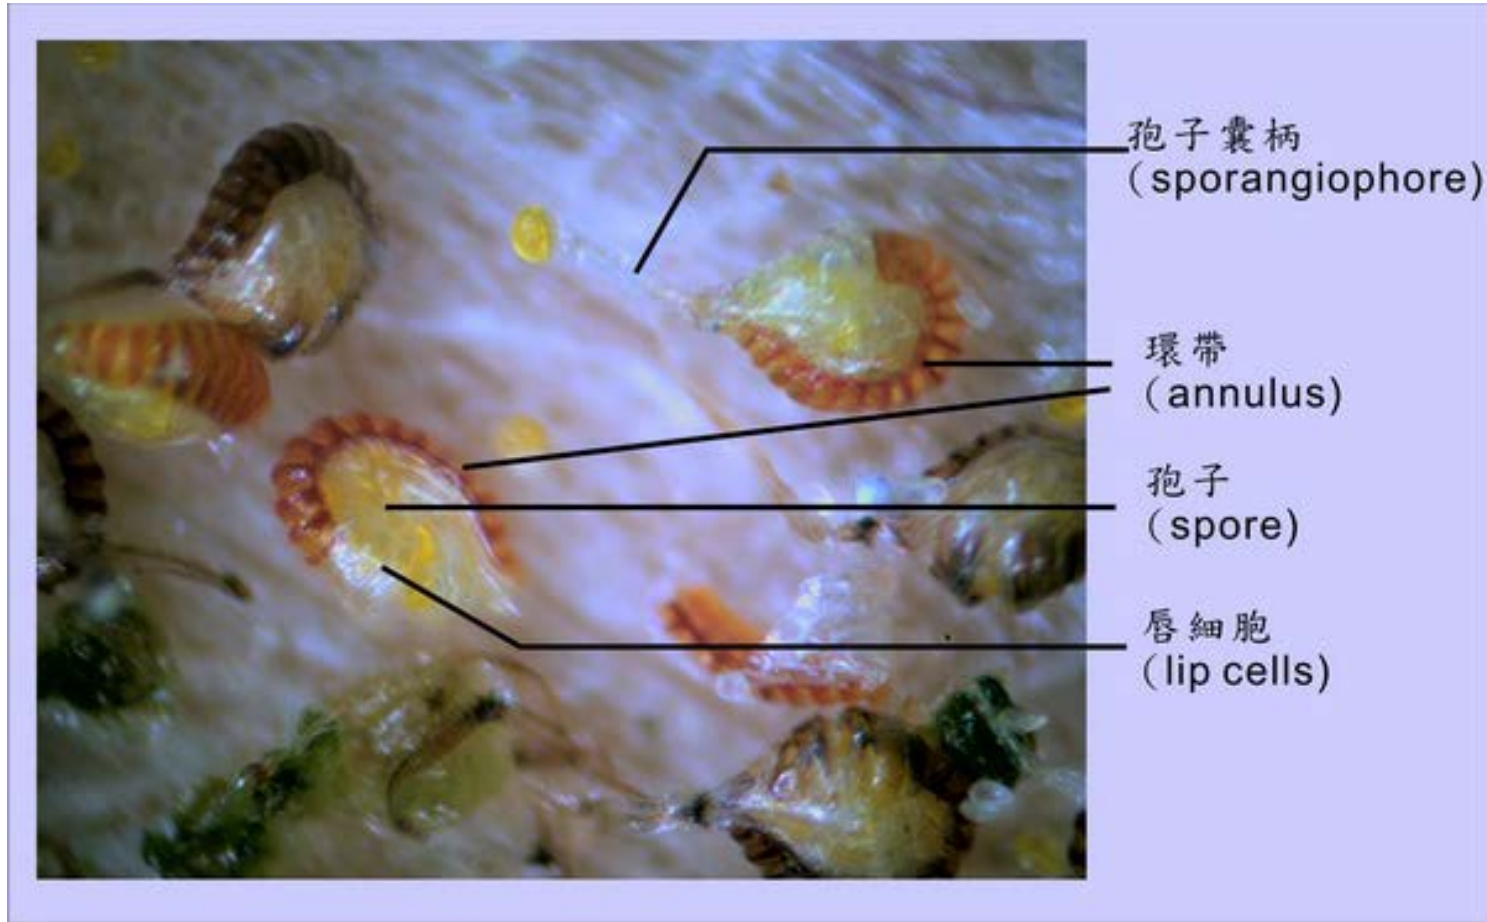 孢子囊柄
（sporangiophore)
環帶
（annulus)
孢子
（spore)
唇細胞
（lip cells)